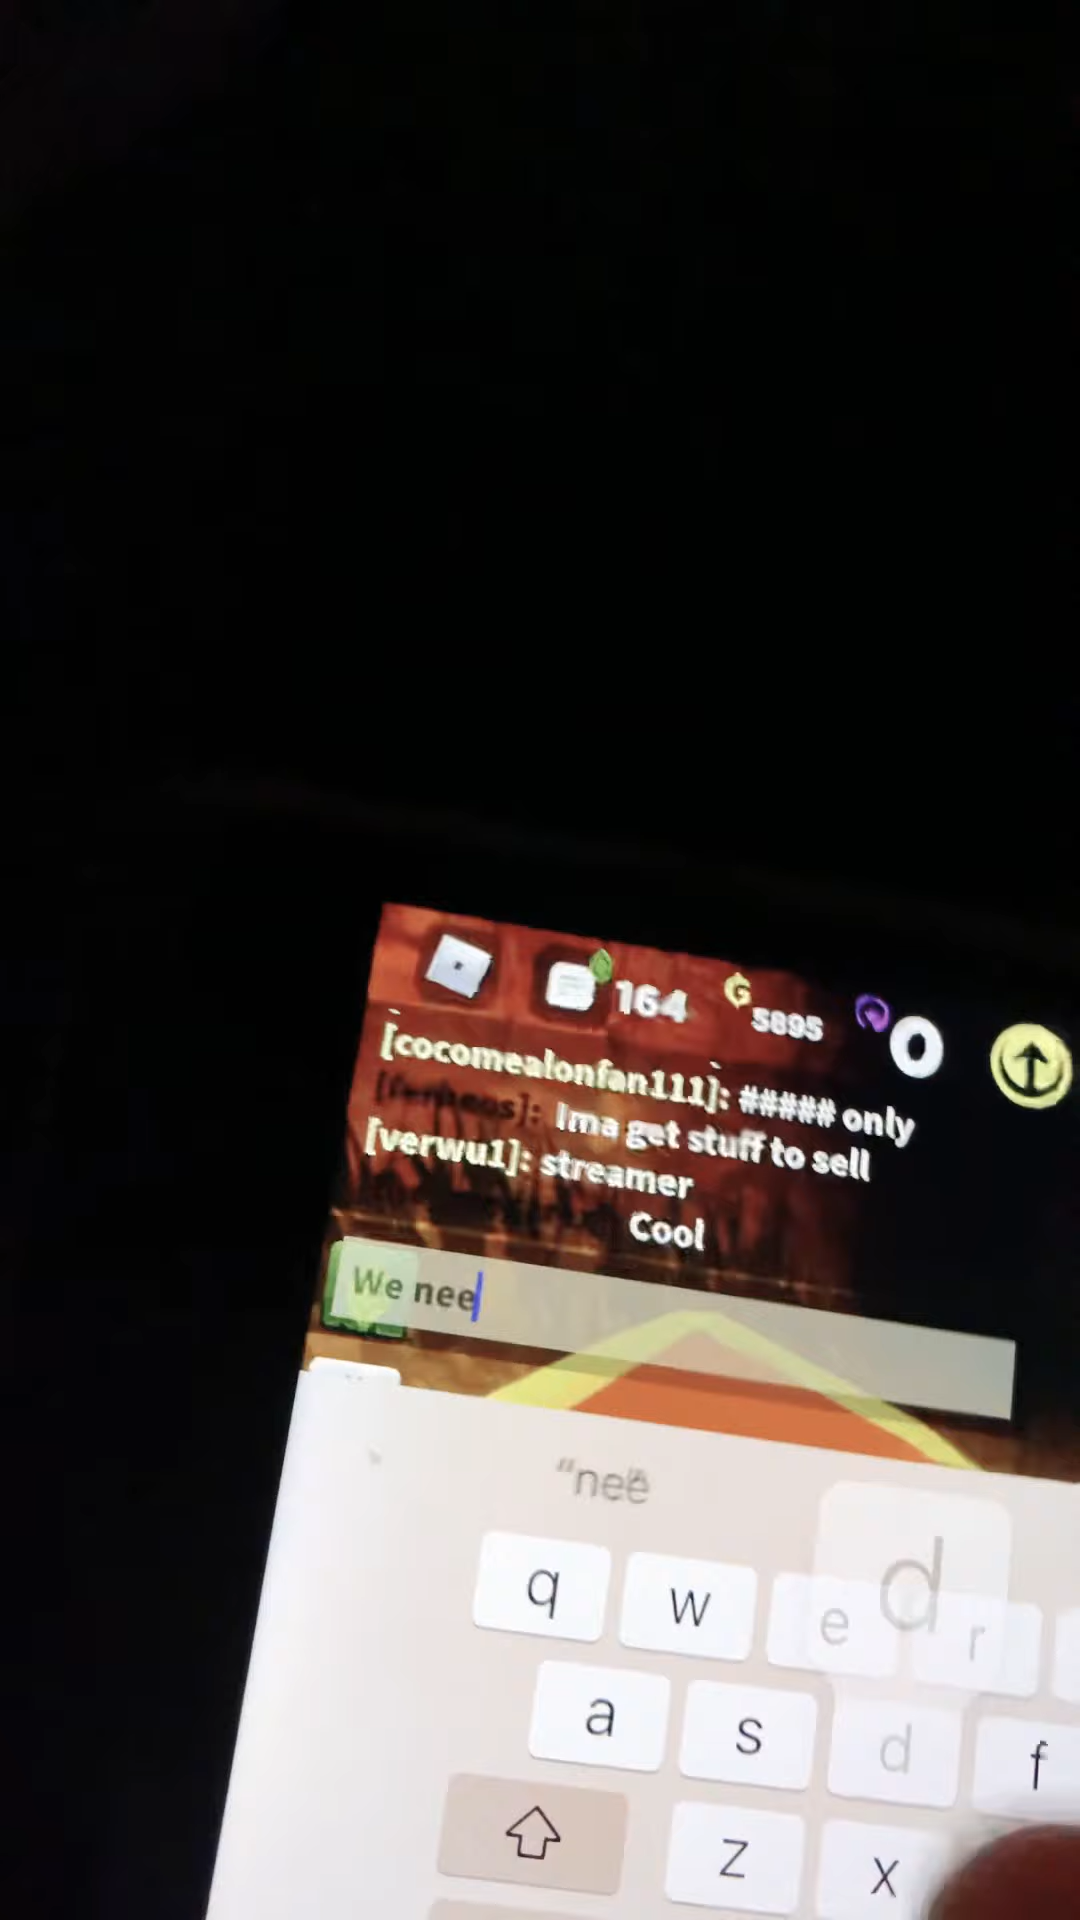 164 G 5895 0
[cocomealonfan111]: ##### only
Ima get stuff to sell
[verwu1]: streamer
Cool
We nee
"nee
d
q w e r
a s d f
z x